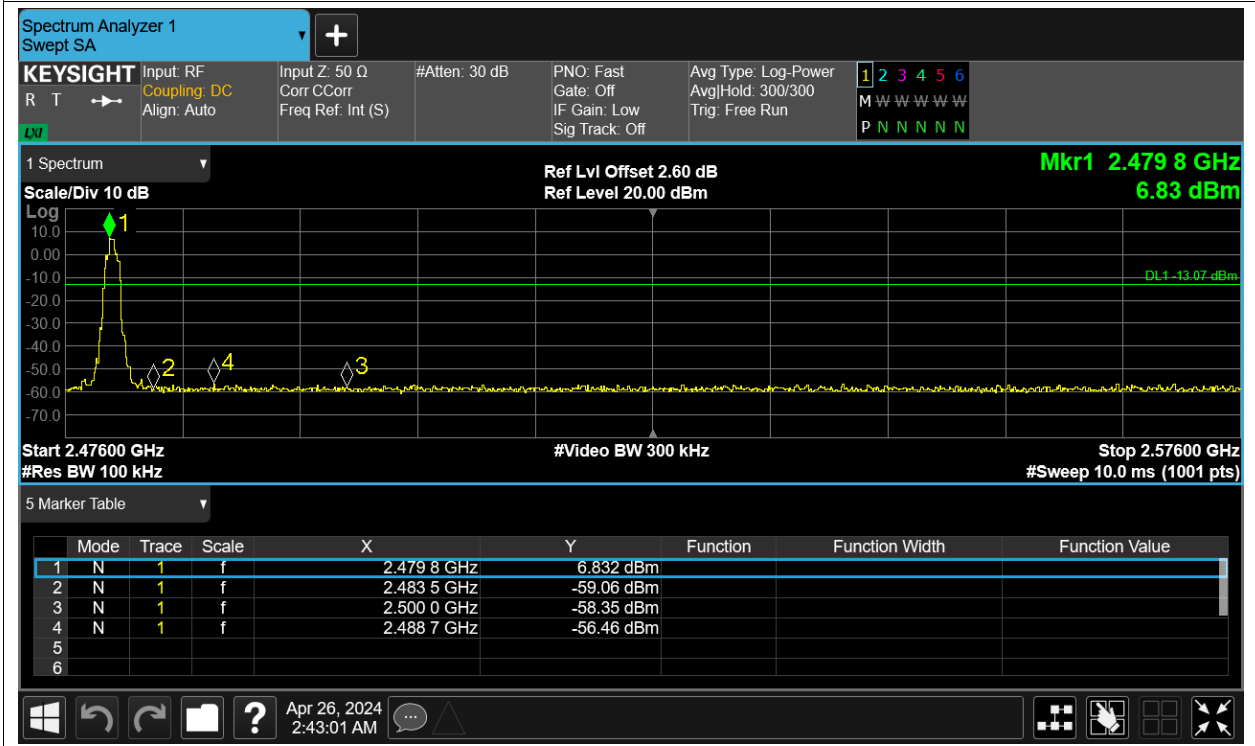 Spectrum Analyzer 1
Swept SA
+
KEYSIGHT
R T
LXI
Input: RF
Coupling: DC
Align: Auto
Input Z: 50 Ω
Corr CCorr
Freq Ref: Int (S)
#Atten: 30 dB
PNO: Fast
Gate: Off
IF Gain: Low
Sig Track: Off
Avg Type: Log-Power
Avg|Hold: 300/300
Trig: Free Run
1 2 3 4 5 6
M W W W W W
P N N N N N
1 Spectrum
Scale/Div 10 dB
Ref Lvl Offset 2.60 dB
Ref Level 20.00 dBm
Mkr1 2.479 8 GHz
6.83 dBm
Log
10.0
0.00
-10.0
-20.0
-30.0
-40.0
-50.0
-60.0
-70.0
1
2
4
3
DL1 -13.07 dBm
Start 2.47600 GHz
#Res BW 100 kHz
#Video BW 300 kHz
Stop 2.57600 GHz
#Sweep 10.0 ms (1001 pts)
5 Marker Table
Mode Trace Scale X Y Function Function Width Function Value
1 N 1 f 2.479 8 GHz 6.832 dBm
2 N 1 f 2.483 5 GHz -59.06 dBm
3 N 1 f 2.500 0 GHz -58.35 dBm
4 N 1 f 2.488 7 GHz -56.46 dBm
5
6
?
Apr 26, 2024
2:43:01 AM